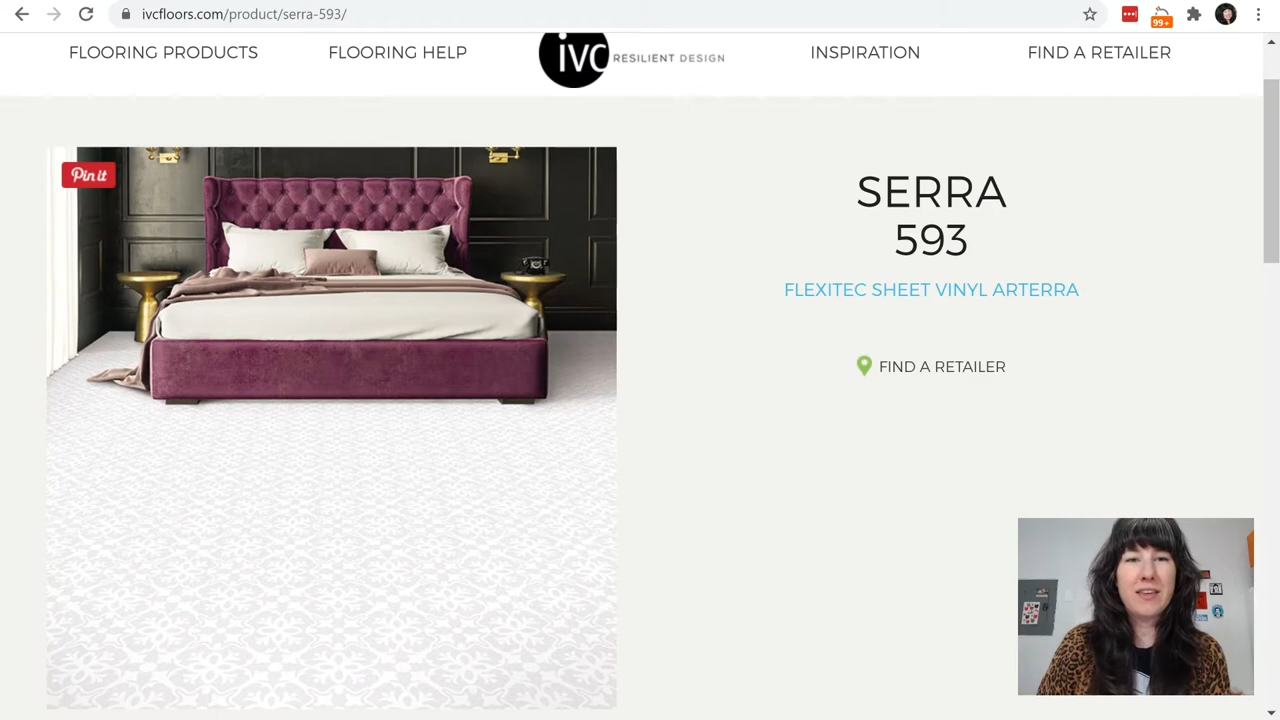 ivcfloors.com/product/serra-593/
99+
FLOORING PRODUCTS
FLOORING HELP
ivc RESILIENT DESIGN
INSPIRATION
FIND A RETAILER
Pin it
SERRA
593
FLEXITEC SHEET VINYL ARTERRA
FIND A RETAILER